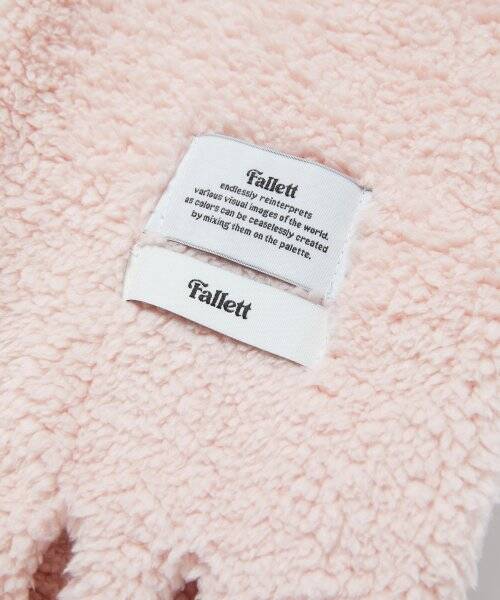 Fallett
endlessly reinterprets
various visual images of the world,
as colors can be ceaselessly created
by mixing them on the palette.
Fallett